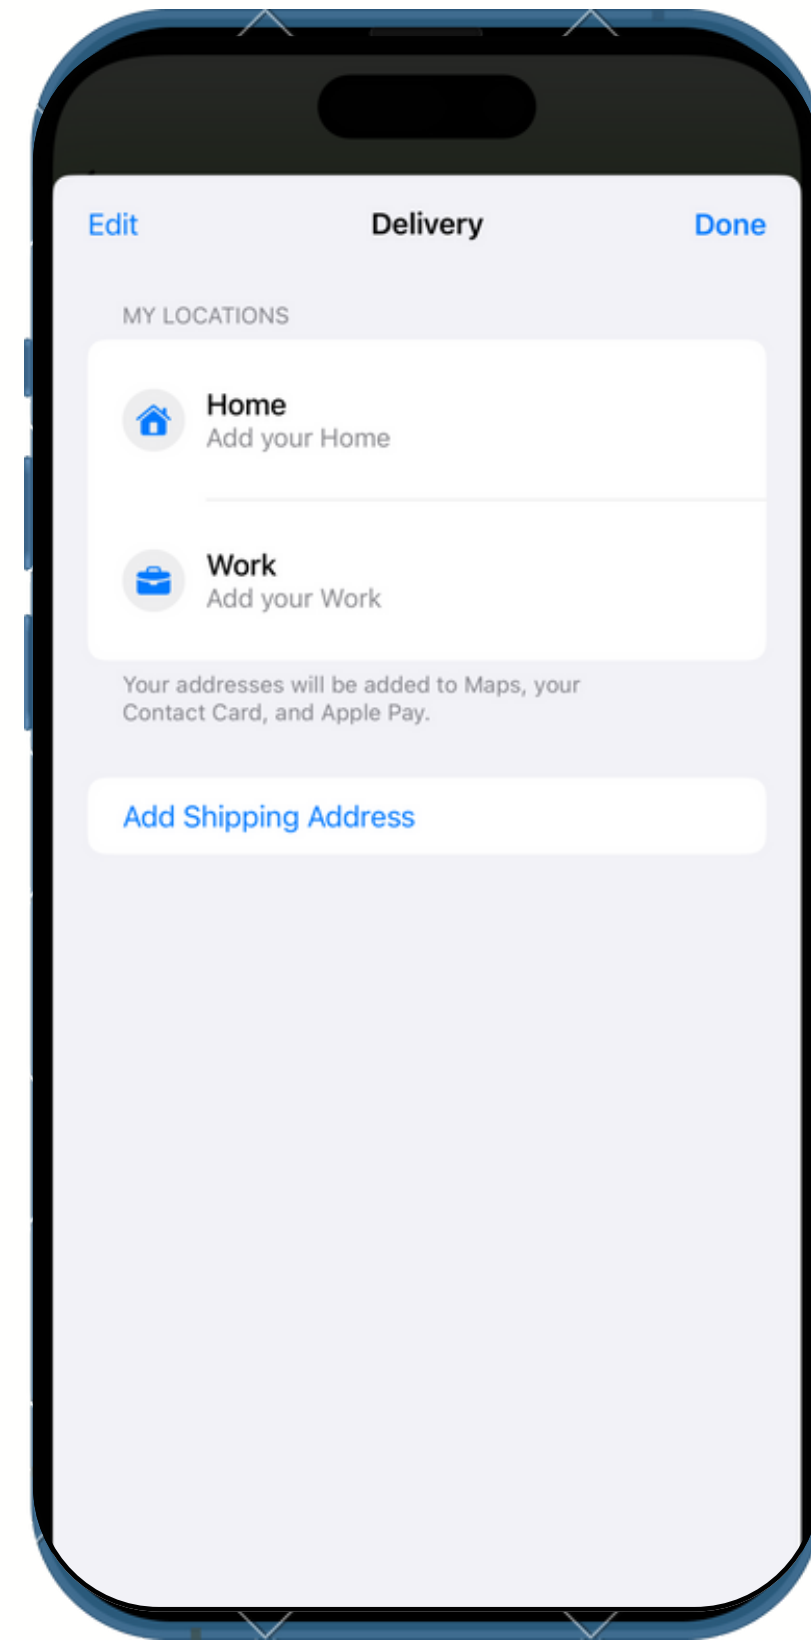 Edit Delivery Done
MY LOCATIONS
Home
Add your Home
Work
Add your Work
Your addresses will be added to Maps, your
Contact Card, and Apple Pay.
Add Shipping Address